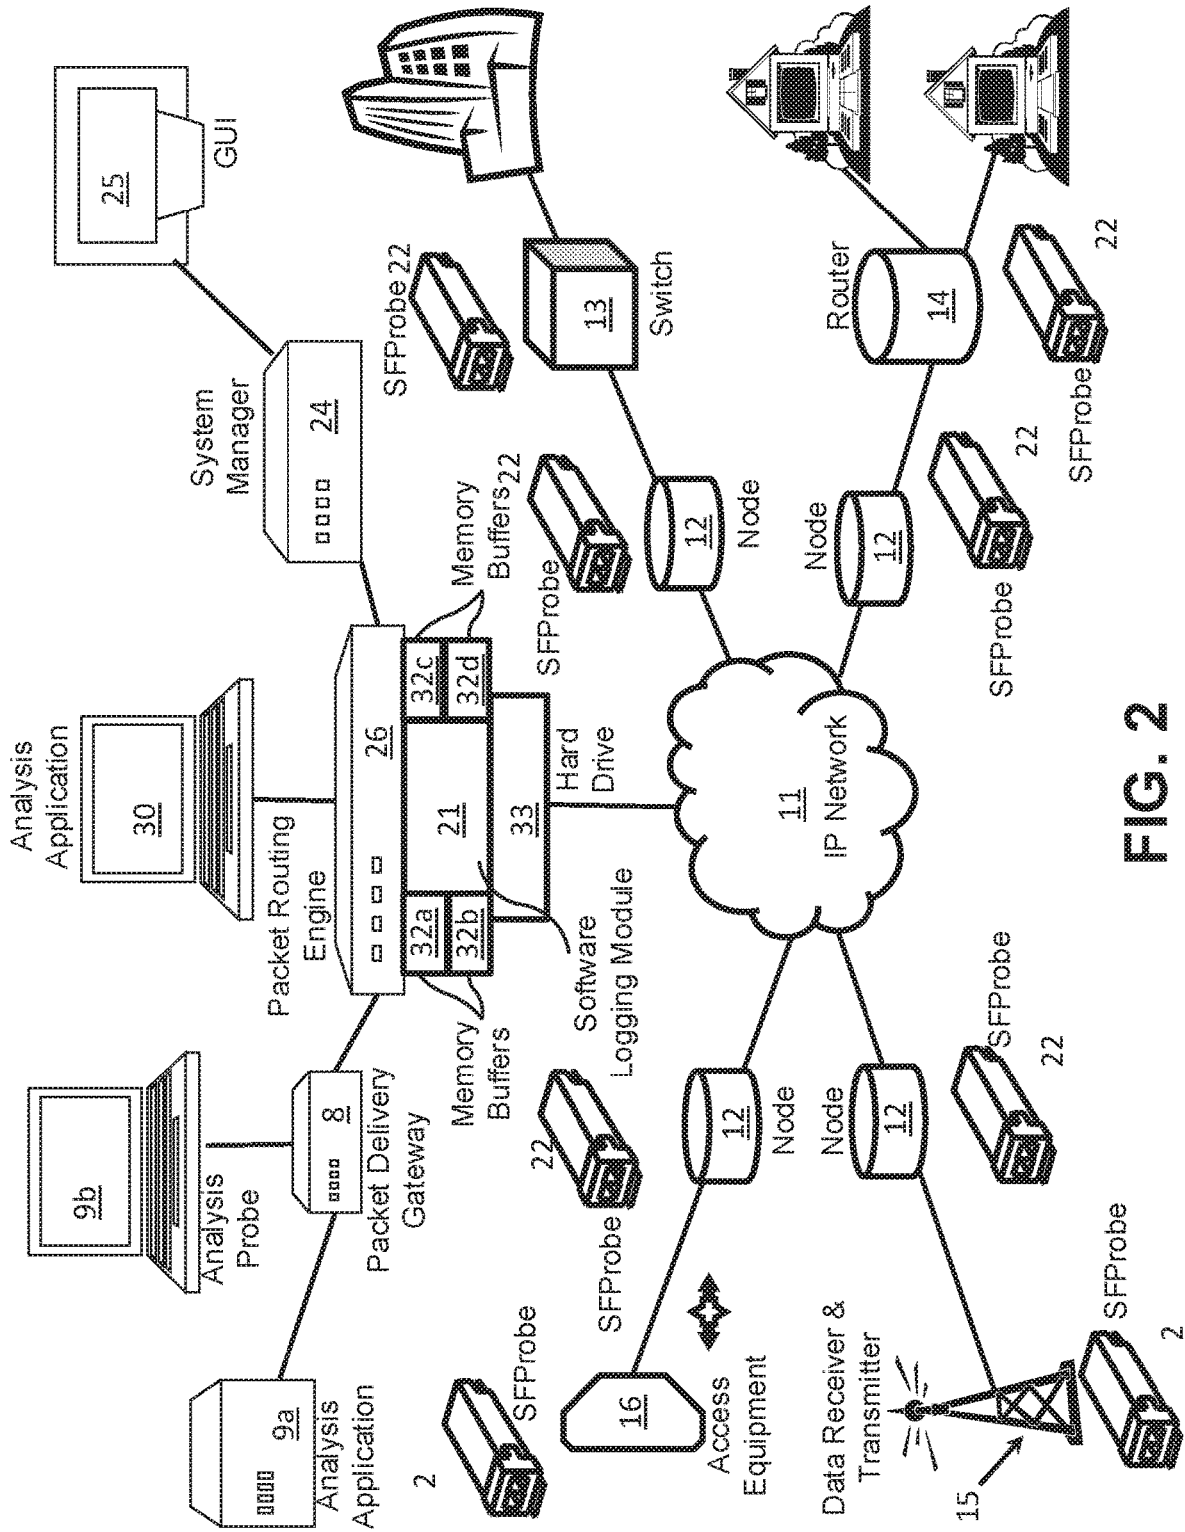 9b
Analysis
Probe
9a
Analysis
Application
8
Packet Delivery
Gateway
30
Analysis
Application
Packet Routing
Engine
26
System
Manager
24
25
GUI
32a
32b
21
32c
32d
33
Memory
Buffers
Memory
Buffers
Software
Logging Module
Hard
Drive
2
SFProbe
SFProbe
22
SFProbe
22
SFProbe 22
16
Access
Equipment
12
Node
12
Node
13
Switch
11
IP Network
Data Receiver &
Transmitter
15
Node
12
Node
12
Router
14
SFProbe
2
SFProbe
22
SFProbe
22
SFProbe
22
FIG. 2